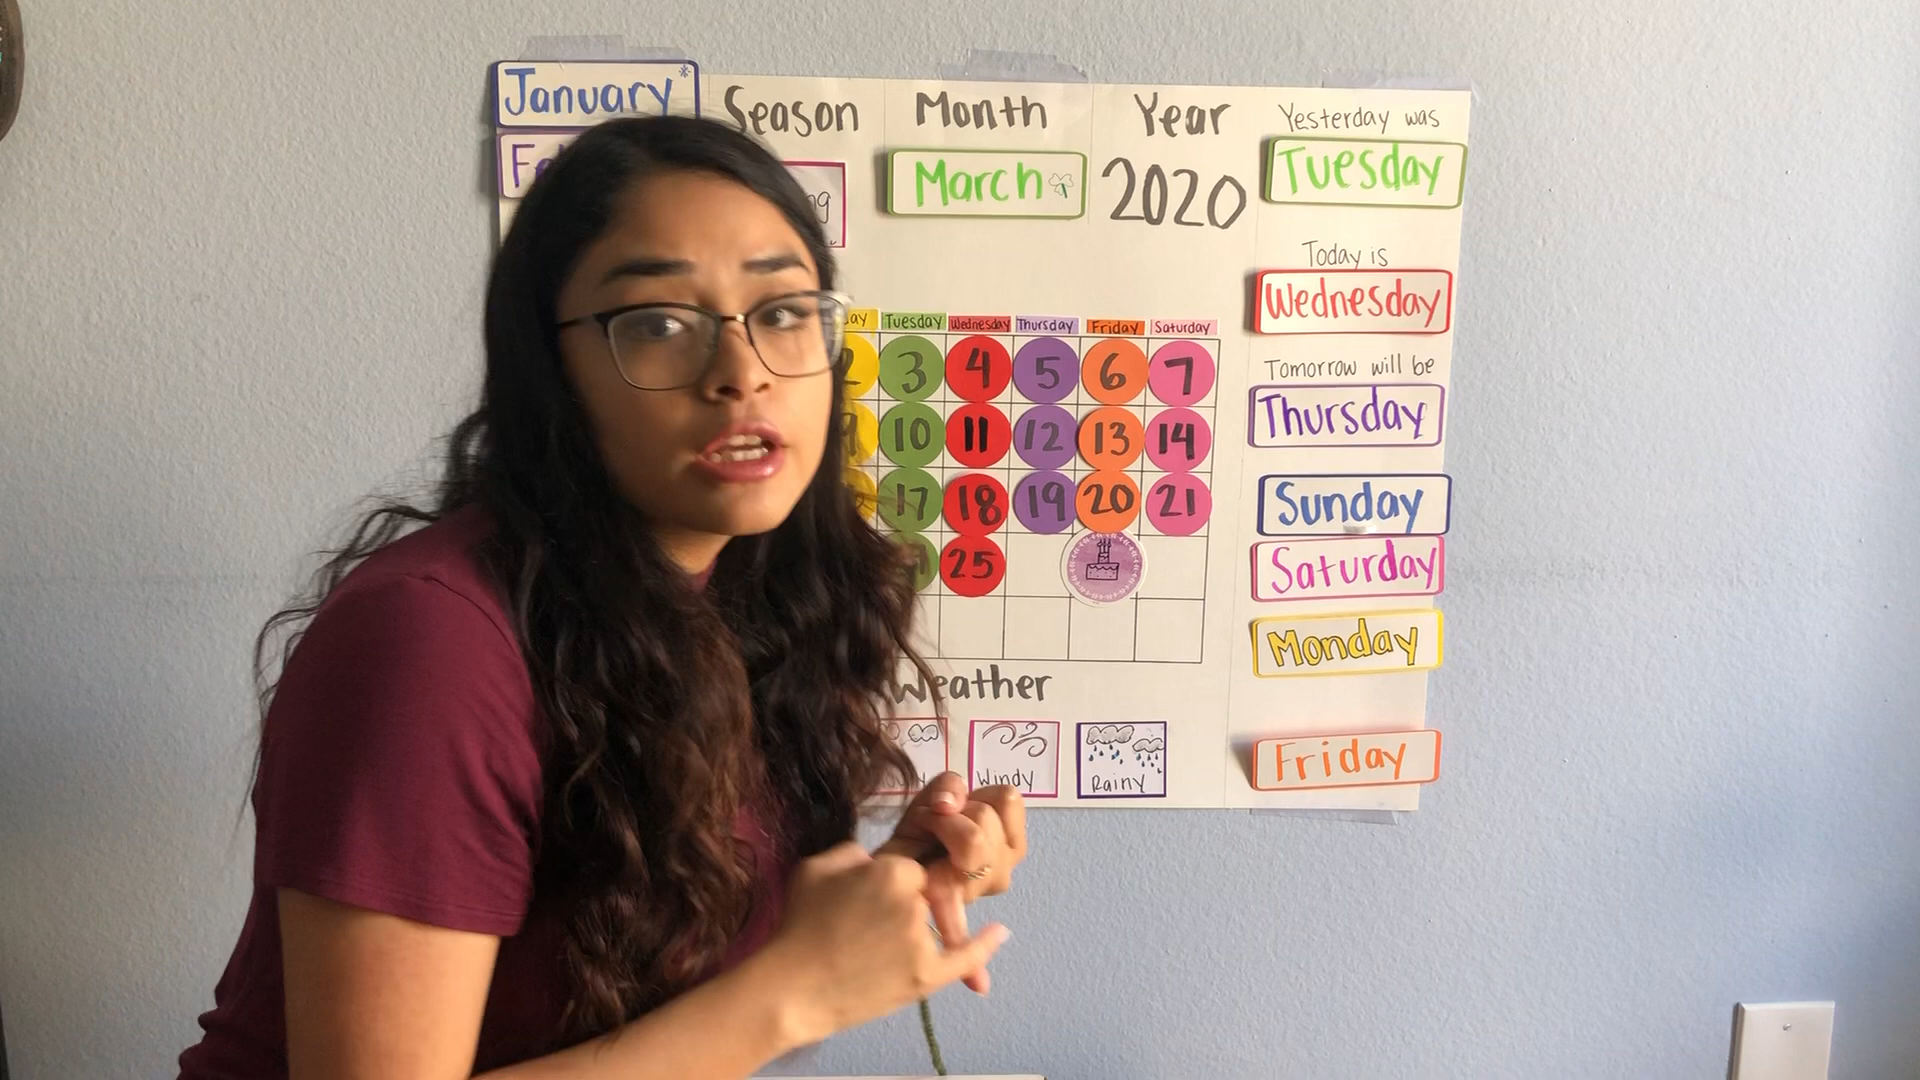 January
Season Month Year
March
2020
Yesterday was
Tuesday
Today is
Wednesday
Tomorrow will be
Thursday
Sunday
Saturday
Monday
Friday
Tuesday Wednesday Thursday Friday Saturday
3 4 5 6 7
10 11 12 13 14
17 18 19 20 21
25
Weather
Windy Rainy